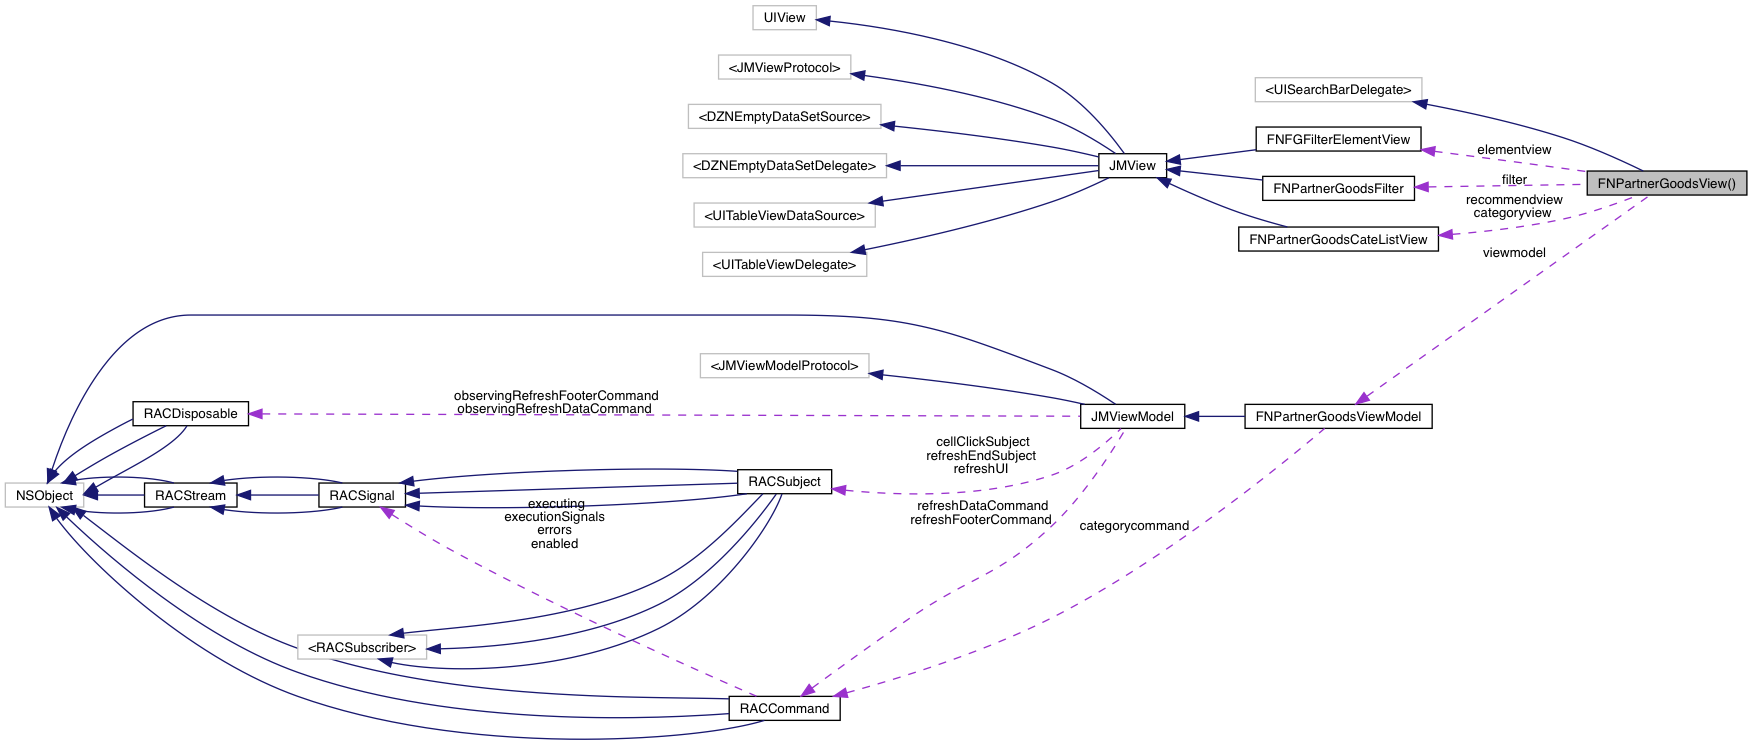 UIView
<JMViewProtocol>
<UISearchBarDelegate>
<DZNEmptyDataSetSource>
FNFGFilterElementView
elementview
<DZNEmptyDataSetDelegate>
JMView
filter
FNPartnerGoodsView()
FNPartnerGoodsFilter
recommendview
categoryview
<UITableViewDataSource>
FNPartnerGoodsCateListView
viewmodel
<UITableViewDelegate>
<JMViewModelProtocol>
observingRefreshFooterCommand
observingRefreshDataCommand
RACDisposable
JMViewModel
FNPartnerGoodsViewModel
cellClickSubject
refreshEndSubject
refreshUI
NSObject
RACStream
RACSignal
RACSubject
executing
executionSignals
errors
enabled
refreshDataCommand
refreshFooterCommand
categorycommand
<RACSubscriber>
RACCommand